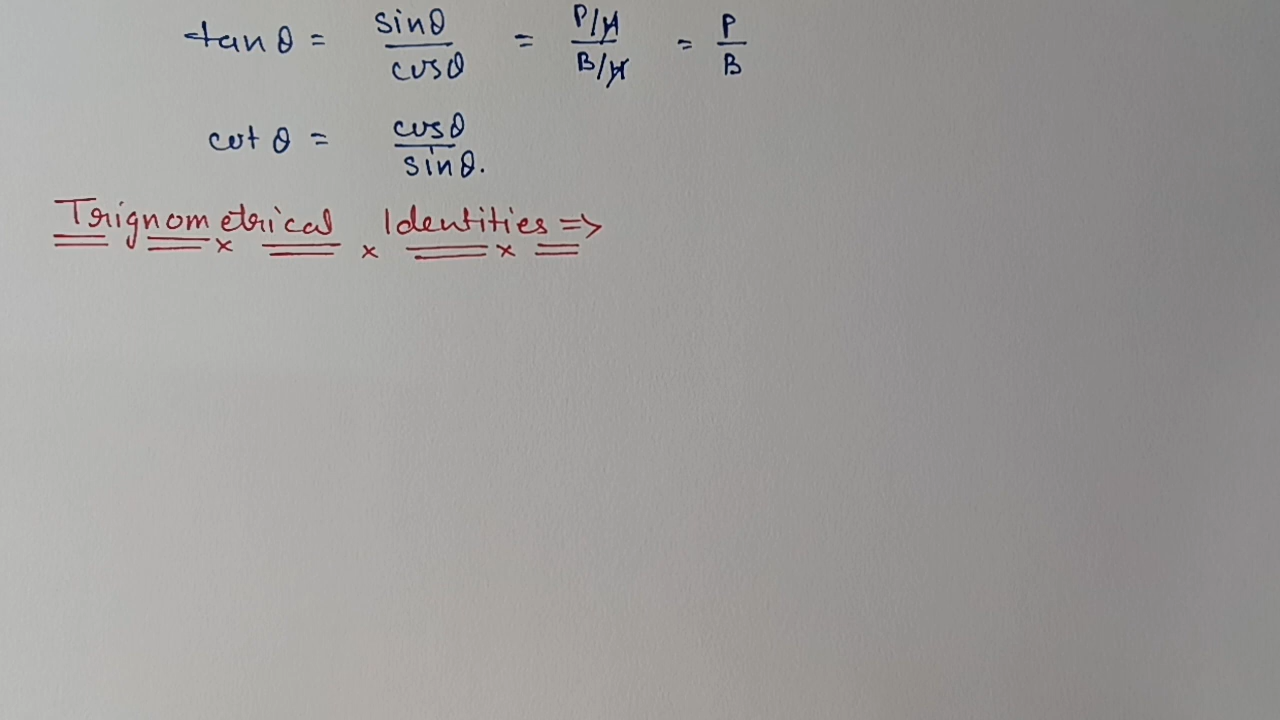 tanθ = sinθ/cosθ = P/H / B/H = P/B
cotθ = cosθ/sinθ.
Trignometrical Identities =>